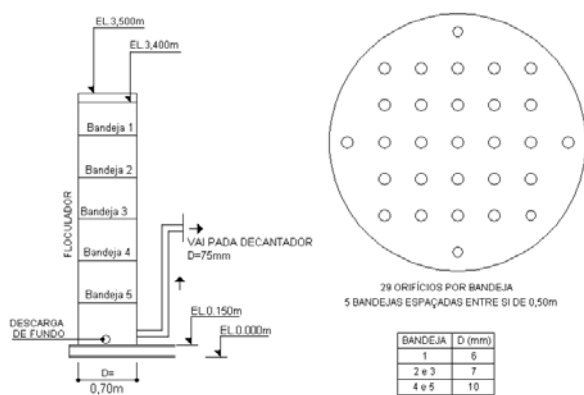 EL.3,500m
EL.3,400m
Bandeja 1
Bandeja 2
Bandeja 3
Bandeja 4
Bandeja 5
FLOCULADOR
VAI PADA DECANTADOR
D=75mm
DESCARGA
DE FUNDO
EL.0.150m
EL.0.000m
D=
0,70m
29 ORIFÍCIOS POR BANDEJA
5 BANDEJAS ESPAÇADAS ENTRE SI DE 0,50m
BANDEJA D (mm)
1 6
2 e 3 7
4 e 5 10